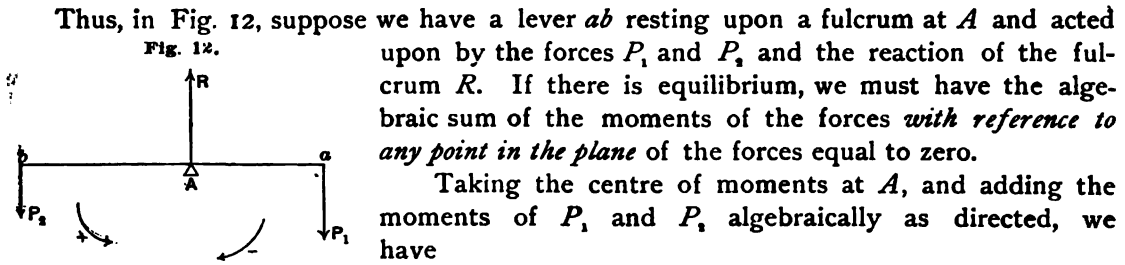 Thus, in Fig. 12, suppose we have a lever ab resting upon a fulcrum at A and acted
Fig. 12.
upon by the forces P₁ and P₂ and the reaction of the ful-
crum R. If there is equilibrium, we must have the alge-
braic sum of the moments of the forces with reference to
any point in the plane of the forces equal to zero.
Taking the centre of moments at A, and adding the
moments of P₁ and P₂ algebraically as directed, we
have
R
b
a
A
P₂
P₁
+
-